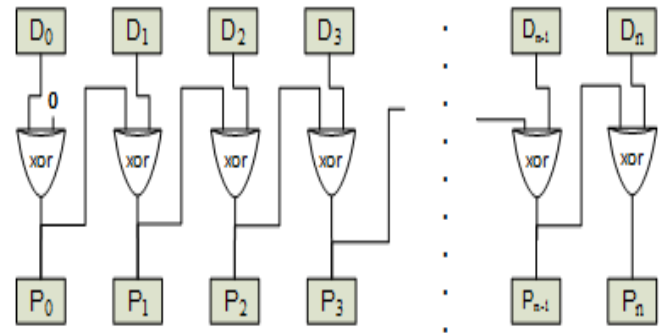 D₀ D₁ D₂ D₃ Dₙ₋₁ Dₙ
0
xor xor xor xor xor xor
P₀ P₁ P₂ P₃ Pₙ₋₁ Pₙ